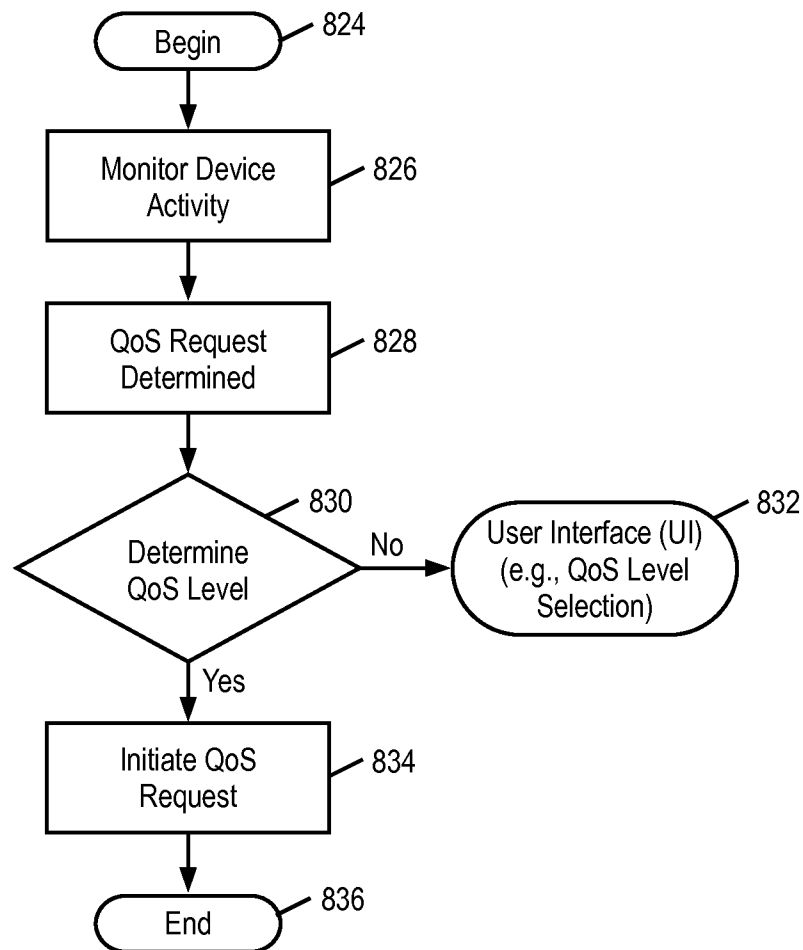 Begin
824
Monitor Device
Activity
826
QoS Request
Determined
828
Determine
QoS Level
830
No
User Interface (UI)
(e.g., QoS Level
Selection)
832
Yes
Initiate QoS
Request
834
End
836